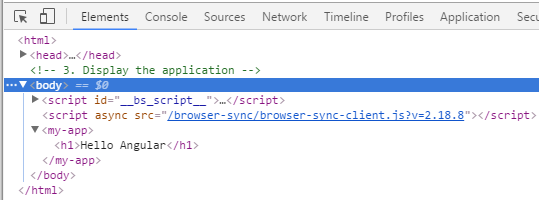 Elements Console Sources Network Timeline Profiles Application Secu
<html>
<head>…</head>
<!-- 3. Display the application -->
…<body> == $0
<script id="__bs_script__">…</script>
<script async src="/browser-sync/browser-sync-client.js?v=2.18.8"></script>
<my-app>
<h1>Hello Angular</h1>
</my-app>
</body>
</html>